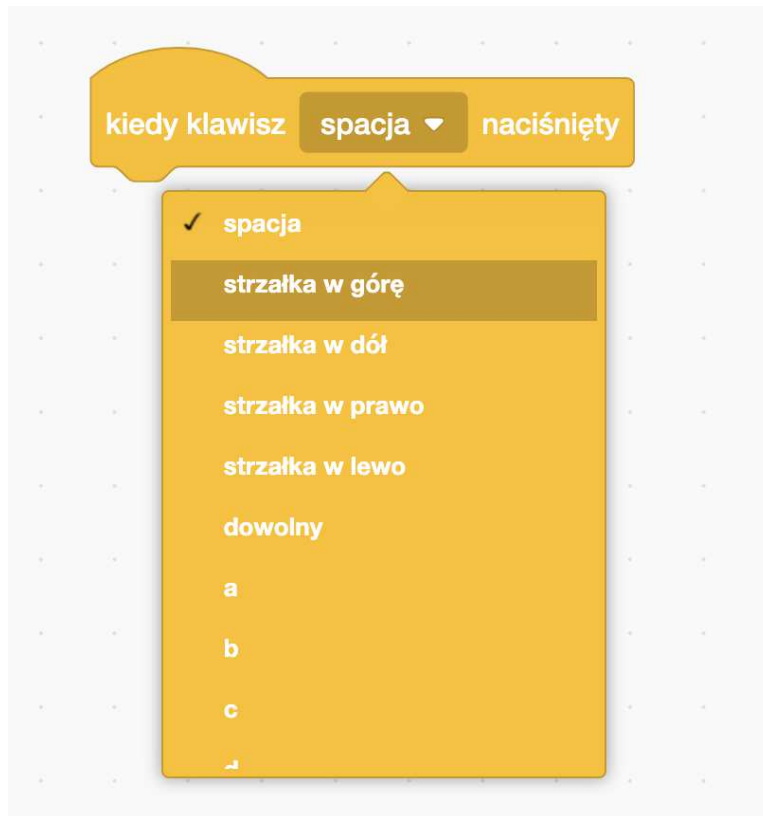 kiedy klawisz spacja naciśnięty
spacja
strzałka w górę
strzałka w dół
strzałka w prawo
strzałka w lewo
dowolny
a
b
c